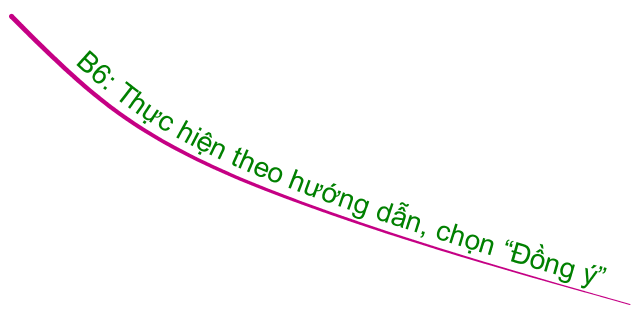 B6: Thực hiện theo hướng dẫn, chọn “Đồng ý”